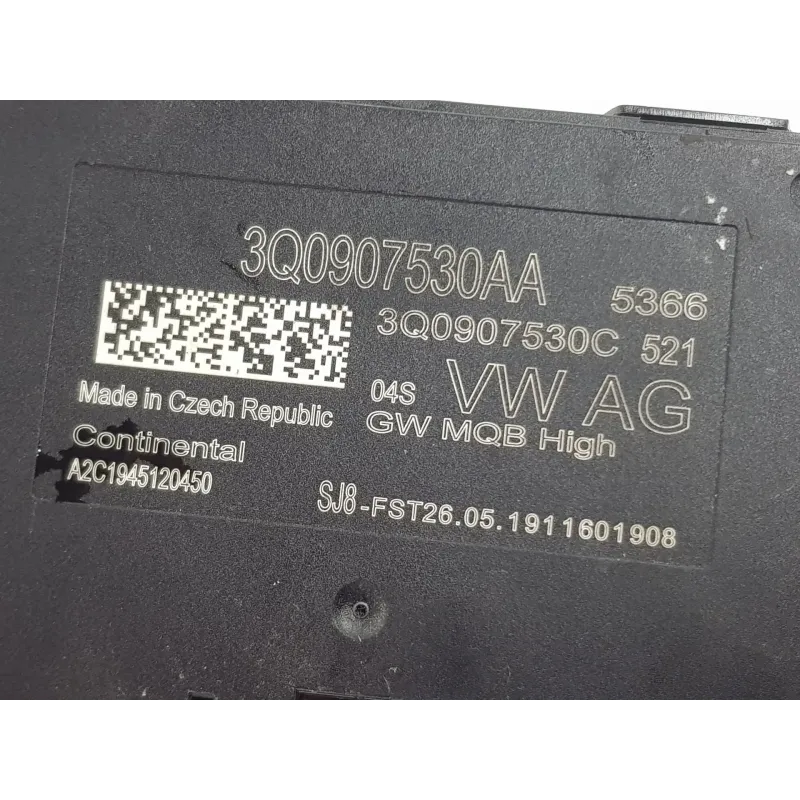 3Q0907530AA 5366
3Q0907530C 521
04S VW AG
Made in Czech Republic
GW MQB High
Continental
A2C1945120450
SJ8-FST26.05.1911601908